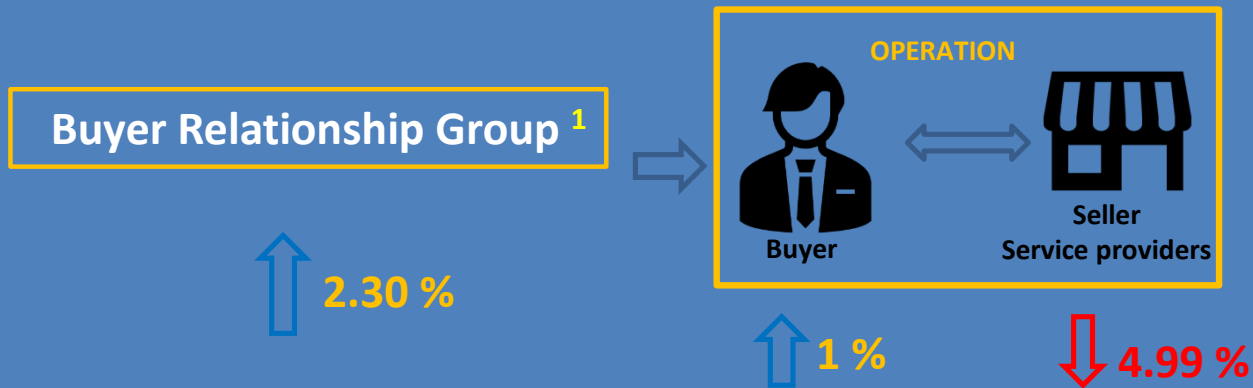 OPERATION
Buyer Relationship Group 1
Buyer
Seller
Service providers
2.30 %
1 %
4.99 %